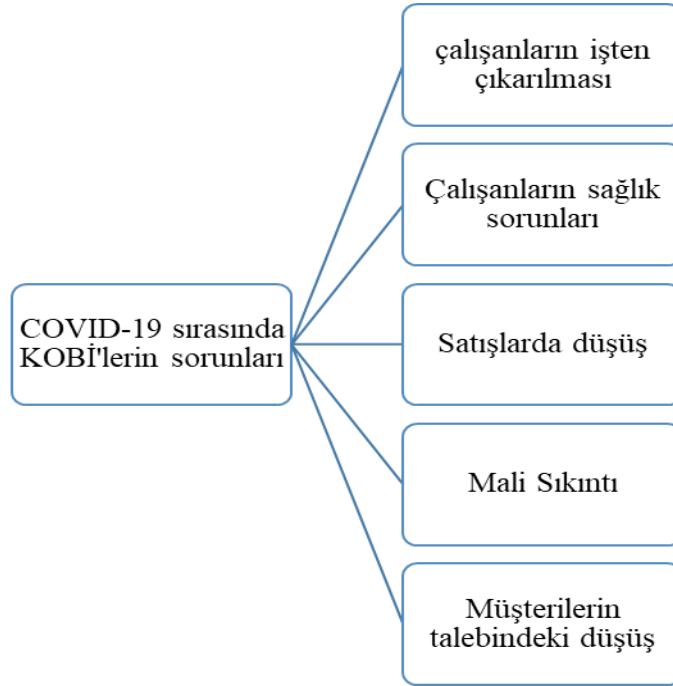 COVID-19 sırasında
KOBİ'lerin sorunları
çalışanların işten
çıkarılması
Çalışanların sağlık
sorunları
Satışlarda düşüş
Mali Sıkıntı
Müşterilerin
talebindeki düşüş